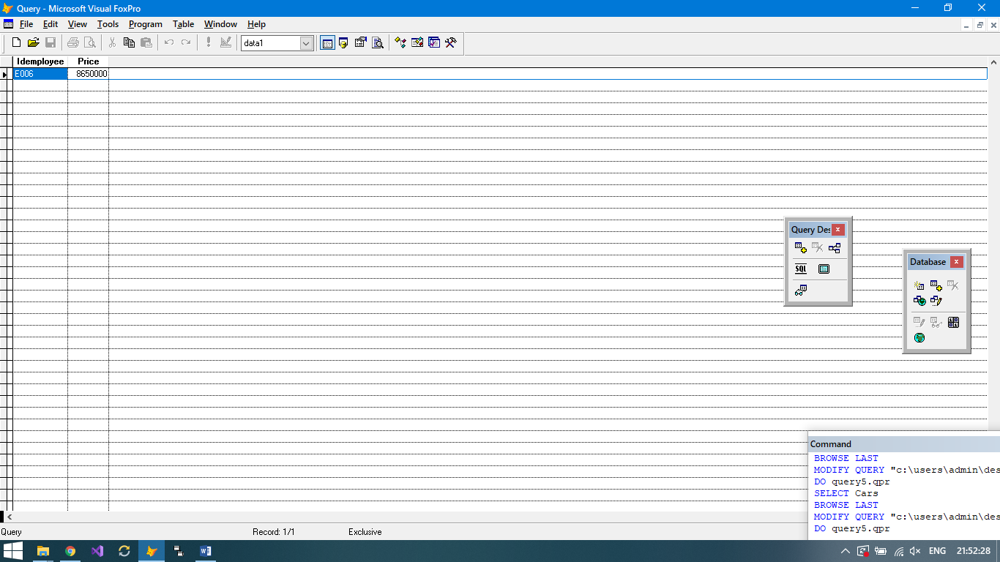 Query - Microsoft Visual FoxPro
File Edit View Tools Program Table Window Help
data1
Idemployee Price
E006 8650000
Query Des
SQL
Database
Command
BROWSE LAST
MODIFY QUERY "c:\users\admin\des
DO query5.qpr
SELECT Cars
BROWSE LAST
MODIFY QUERY "c:\users\admin\des
DO query5.qpr
Query Record: 1/1 Exclusive
ENG 21:52:28